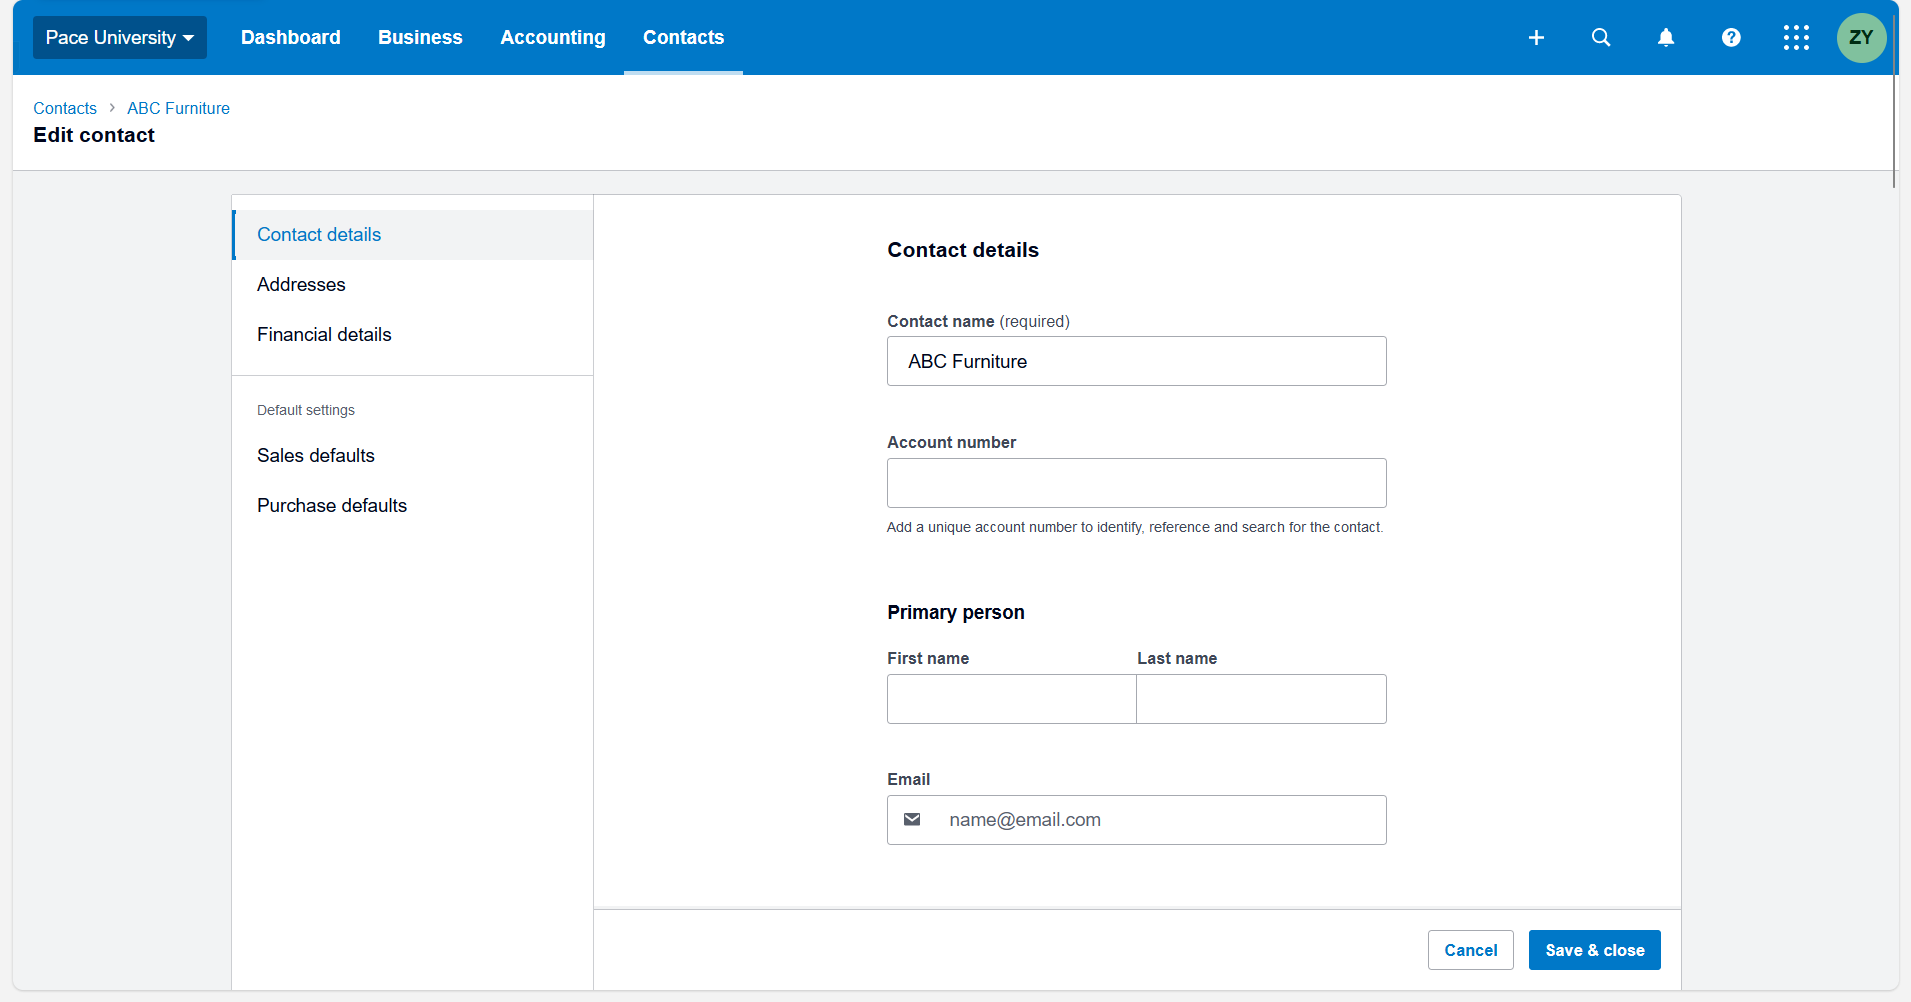 Pace University Dashboard Business Accounting Contacts ? ZY
Contacts > ABC Furniture
Edit contact
Contact details
Addresses
Financial details
Default settings
Sales defaults
Purchase defaults
Contact details
Contact name (required)
ABC Furniture
Account number
Add a unique account number to identify, reference and search for the contact.
Primary person
First name Last name
Email
name@email.com
Cancel Save & close